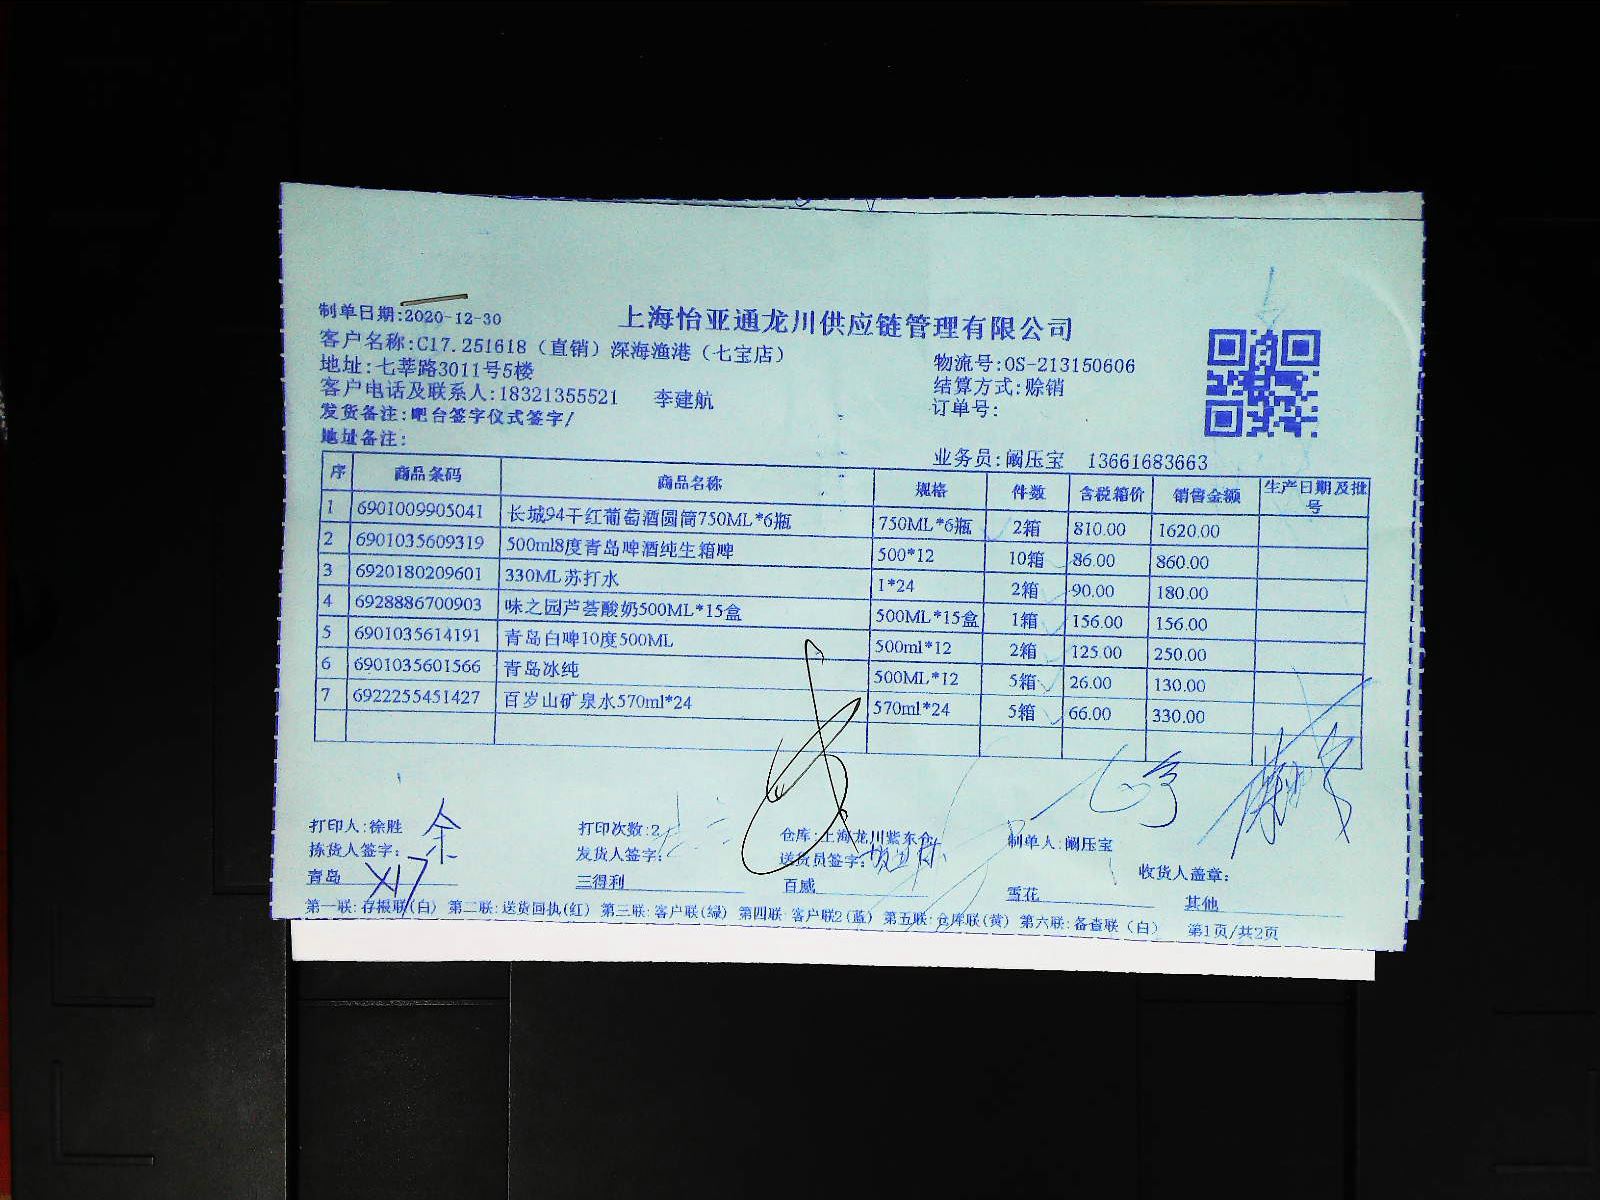 上海怡亚通龙川供应链管理有限公司
制单日期:2020-12-30
客户名称:C17.251618（直销）深海渔港（七宝店）
物流号:OS-213150606
地址:七莘路3011号5楼
结算方式:赊销
客户电话及联系人:18321355521 李建航
订单号:
发货备注:吧台签字仪式签字/
地址备注:
业务员:阚压宝 13661683663
序 商品条码 商品名称 规格 件数 含税箱价 销售金额 生产日期及批号
1 6901009905041 长城94干红葡萄酒圆筒750ML*6瓶 750ML*6瓶 2箱 810.00 1620.00
2 6901035609319 500ml8度青岛啤酒纯生箱啤 500*12 10箱 86.00 860.00
3 6920180209601 330ML苏打水 1*24 2箱 90.00 180.00
4 6928886700903 味之园芦荟酸奶500ML*15盒 500ML*15盒 1箱 156.00 156.00
5 6901035614191 青岛白啤10度500ML 500ml*12 2箱 125.00 250.00
6 6901035601566 青岛冰纯 500ML*12 5箱 26.00 130.00
7 6922255451427 百岁山矿泉水570ml*24 570ml*24 5箱 66.00 330.00
打印人:徐胜 打印次数:2 仓库:上海龙川紫东仓 制单人:阚压宝
拣货人签字: 发货人签字: 送货员签字: 收货人盖章:
青岛 三得利 百威 雪花 其他
第一联:存根联(白) 第二联:送货回执(红) 第三联:客户联(绿) 第四联:客户联2(蓝) 第五联:仓库联(黄) 第六联:备查联（白） 第1页/共2页